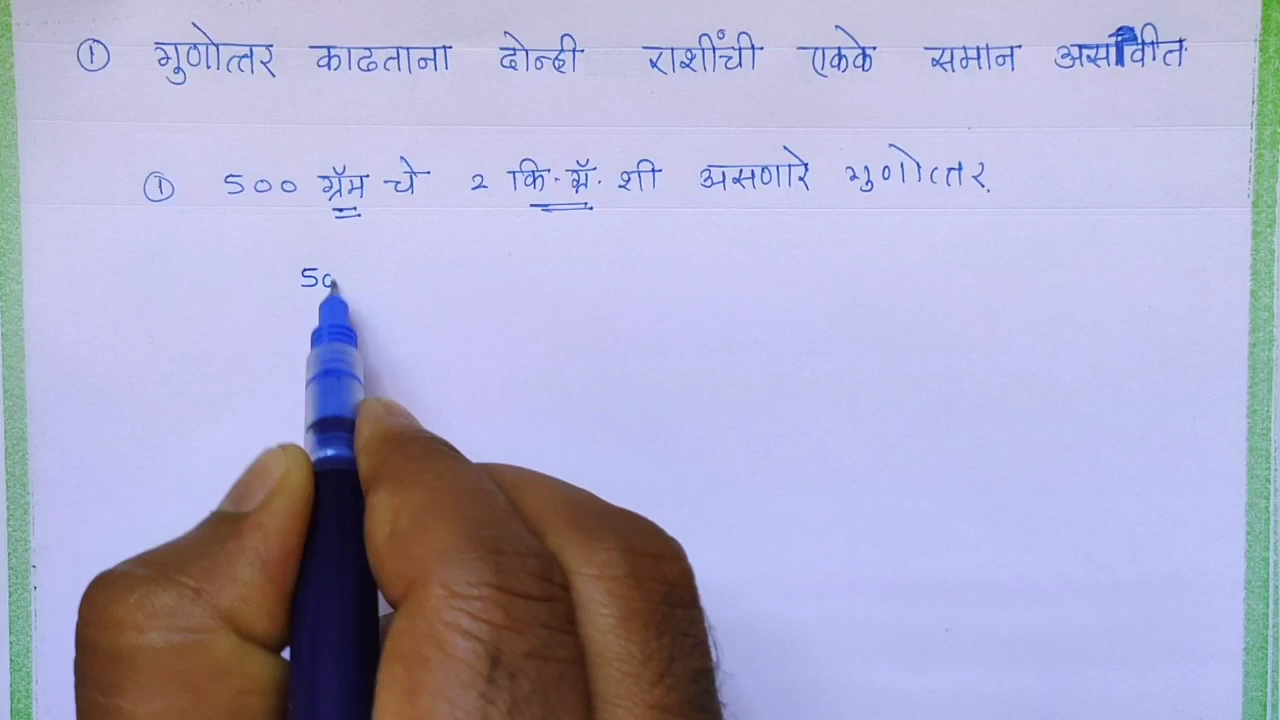 ① गुणोत्तर काढताना दोन्ही राशींची एकके समान असावीत
① 500 ग्रॅम चे 2 कि.ग्रॅ. शी असणारे गुणोत्तर.
50